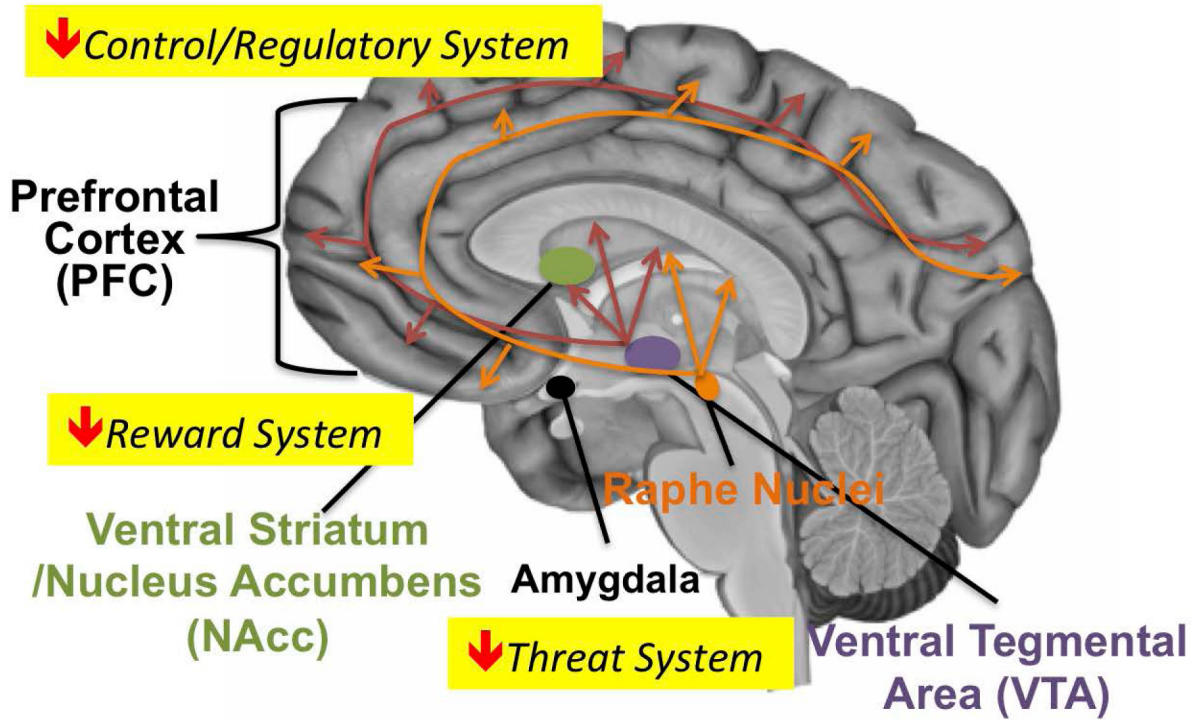 Control/Regulatory System
Prefrontal
Cortex
(PFC)
Reward System
Raphe Nuclei
Ventral Striatum
/Nucleus Accumbens
(NAcc)
Amygdala
Threat System
Ventral Tegmental
Area (VTA)